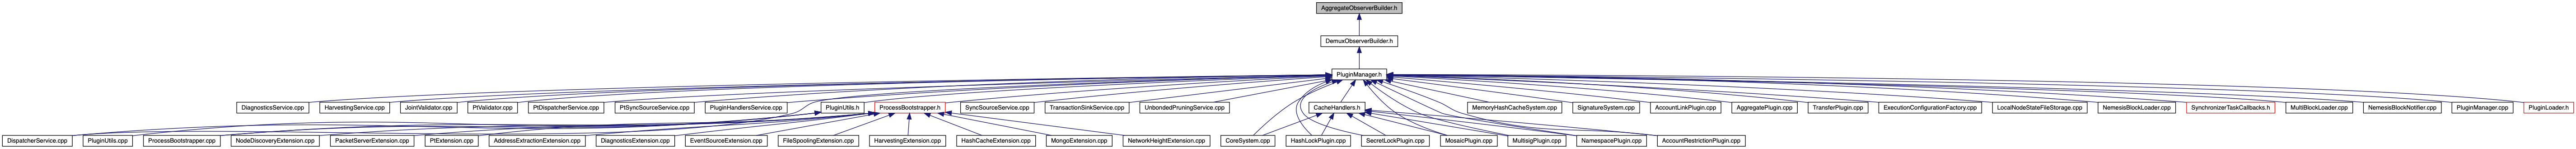 AggregateObserverBuilder.h
DemuxObserverBuilder.h
PluginManager.h
DiagnosticsService.cpp
HarvestingService.cpp
JointValidator.cpp
PtValidator.cpp
PtDispatcherService.cpp
PtSyncSourceService.cpp
PluginHandlersService.cpp
PluginUtils.h
ProcessBootstrapper.h
SyncSourceService.cpp
TransactionSinkService.cpp
UnbondedPruningService.cpp
CacheHandlers.h
MemoryHashCacheSystem.cpp
SignatureSystem.cpp
AccountLinkPlugin.cpp
AggregatePlugin.cpp
TransferPlugin.cpp
ExecutionConfigurationFactory.cpp
LocalNodeStateFileStorage.cpp
NemesisBlockLoader.cpp
SynchronizerTaskCallbacks.h
MultiBlockLoader.cpp
NemesisBlockNotifier.cpp
PluginManager.cpp
PluginLoader.h
DispatcherService.cpp
PluginUtils.cpp
ProcessBootstrapper.cpp
NodeDiscoveryExtension.cpp
PacketServerExtension.cpp
PtExtension.cpp
AddressExtractionExtension.cpp
DiagnosticsExtension.cpp
EventSourceExtension.cpp
FileSpoolingExtension.cpp
HarvestingExtension.cpp
HashCacheExtension.cpp
MongoExtension.cpp
NetworkHeightExtension.cpp
CoreSystem.cpp
HashLockPlugin.cpp
SecretLockPlugin.cpp
MosaicPlugin.cpp
MultisigPlugin.cpp
NamespacePlugin.cpp
AccountRestrictionPlugin.cpp